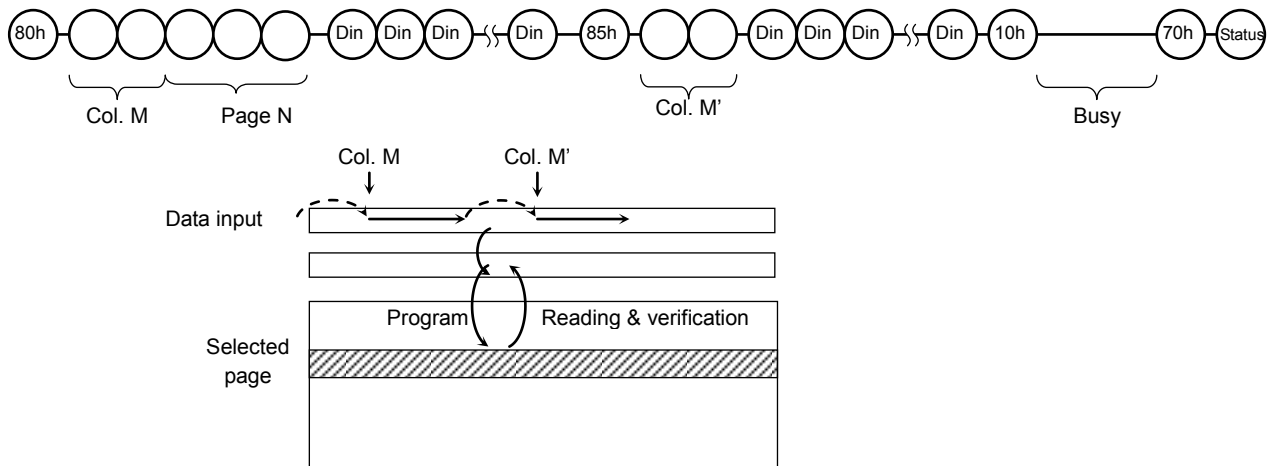 80h Din Din Din Din 85h Din Din Din Din 10h 70h Status
Col. M Page N Col. M’ Busy
Col. M Col. M’
Data input
Program Reading & verification
Selected
page